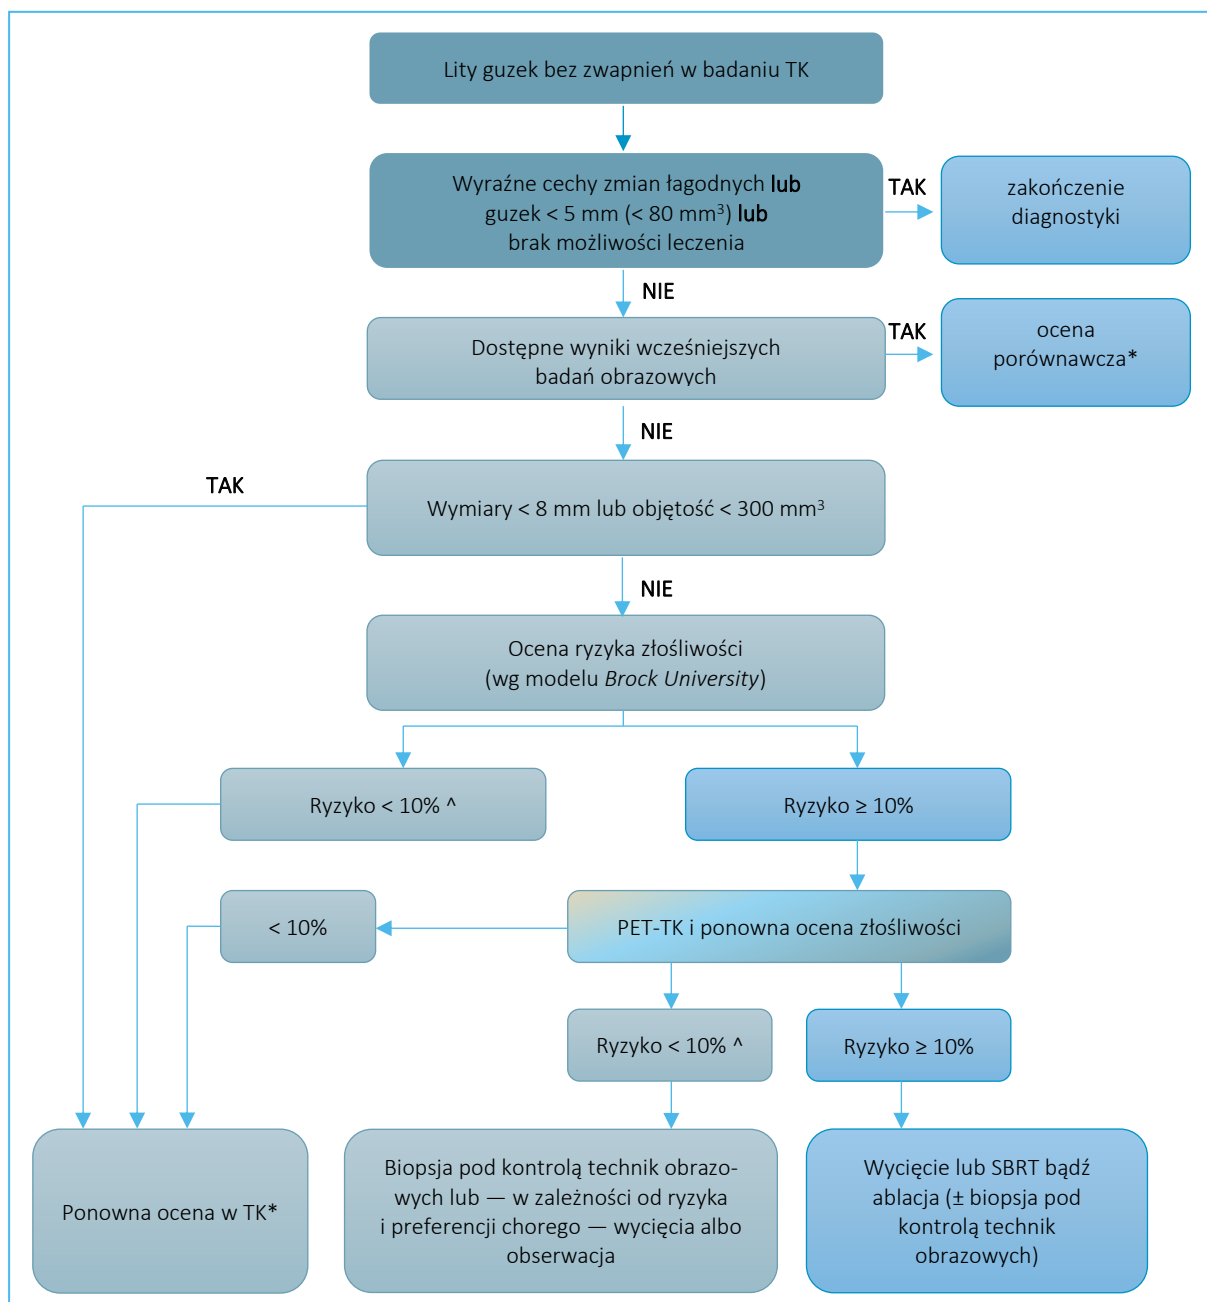 Lity guzek bez zwapnień w badaniu TK
Wyraźne cechy zmian łagodnych lub
guzek < 5 mm (< 80 mm³) lub
brak możliwości leczenia
TAK
zakończenie
diagnostyki
NIE
Dostępne wyniki wcześniejszych
badań obrazowych
TAK
ocena
porównawcza*
NIE
TAK
Wymiary < 8 mm lub objętość < 300 mm³
NIE
Ocena ryzyka złośliwości
(wg modelu Brock University)
Ryzyko < 10% ^
Ryzyko ≥ 10%
< 10%
PET-TK i ponowna ocena złośliwości
Ryzyko < 10% ^
Ryzyko ≥ 10%
Ponowna ocena w TK*
Biopsja pod kontrolą technik obrazo-
wych lub — w zależności od ryzyka
i preferencji chorego — wycięcia albo
obserwacja
Wycięcie lub SBRT bądź
ablacja (± biopsja pod
kontrolą technik
obrazowych)